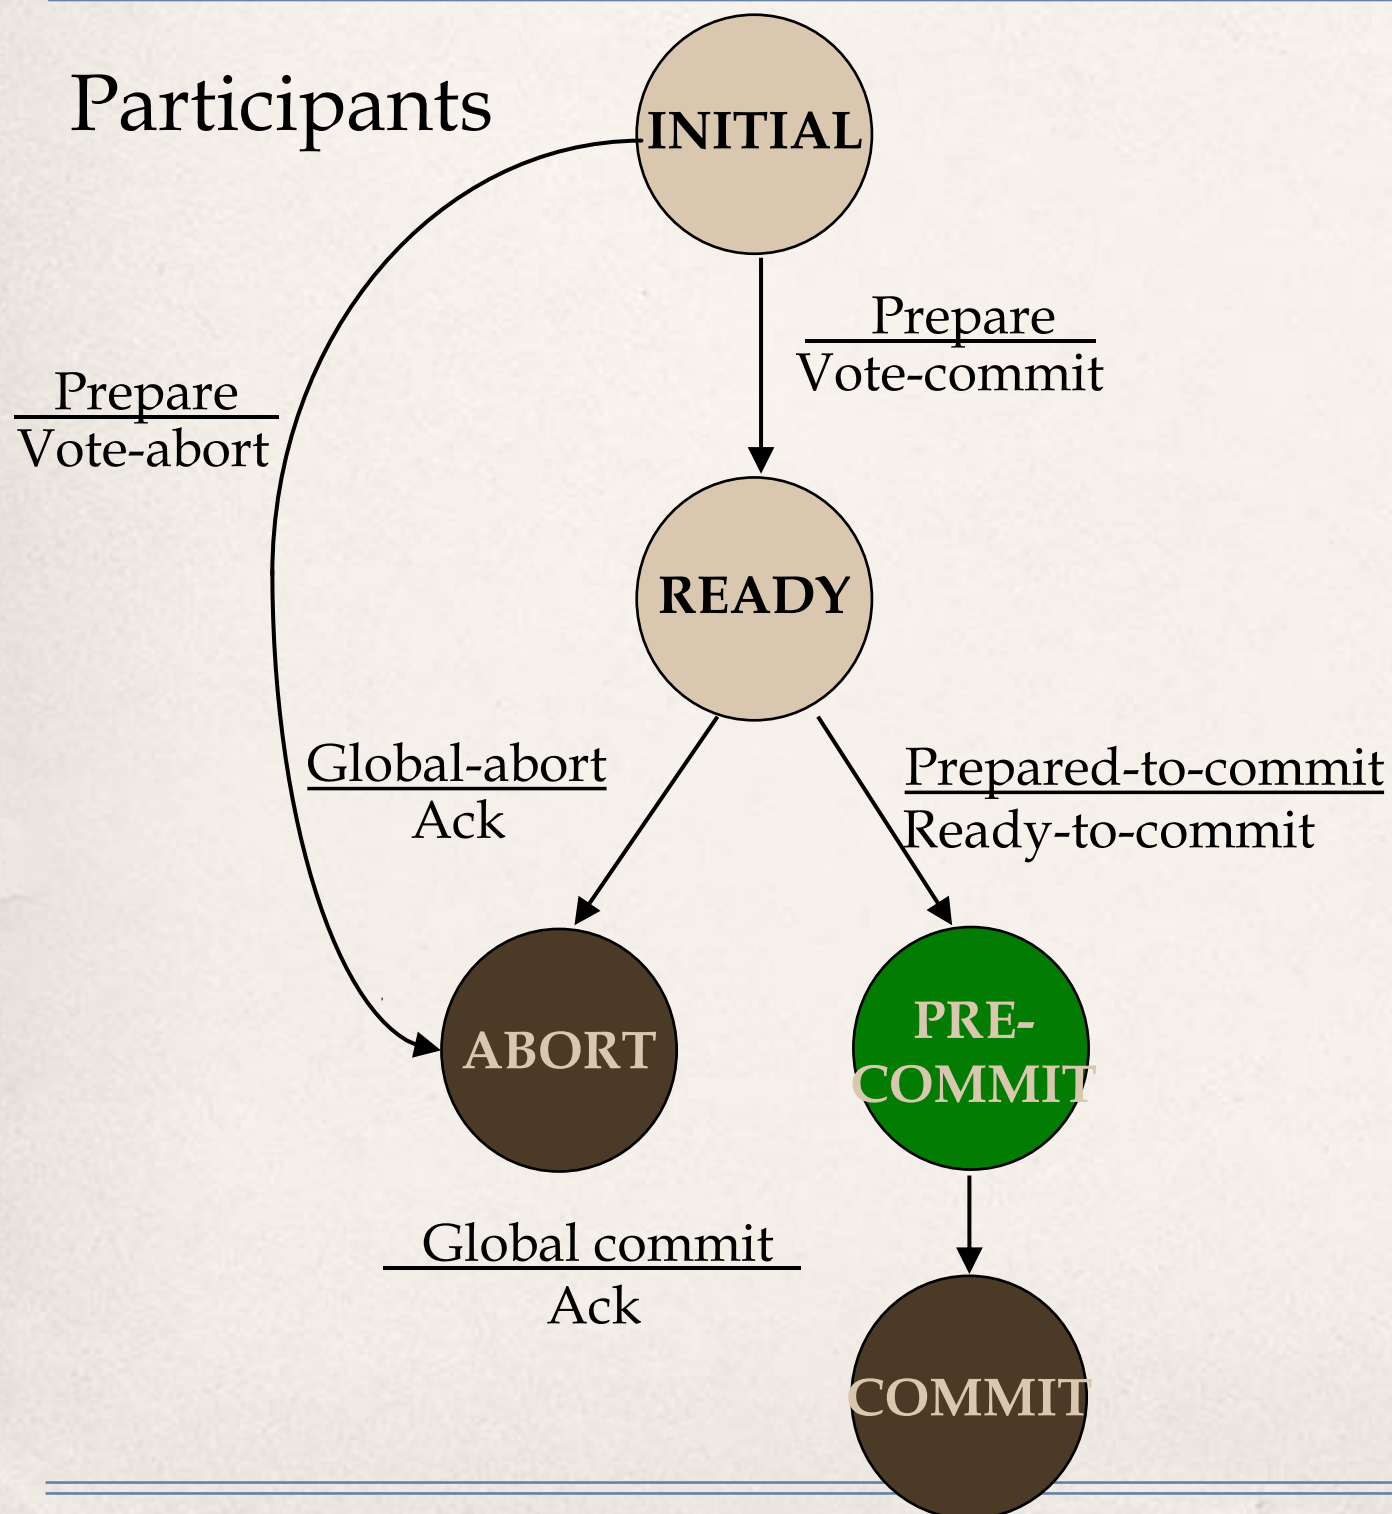 Participants
INITIAL
Prepare
Vote-commit
Prepare
Vote-abort
READY
Global-abort
Ack
Prepared-to-commit
Ready-to-commit
ABORT
PRE-
COMMIT
Global commit
Ack
COMMIT